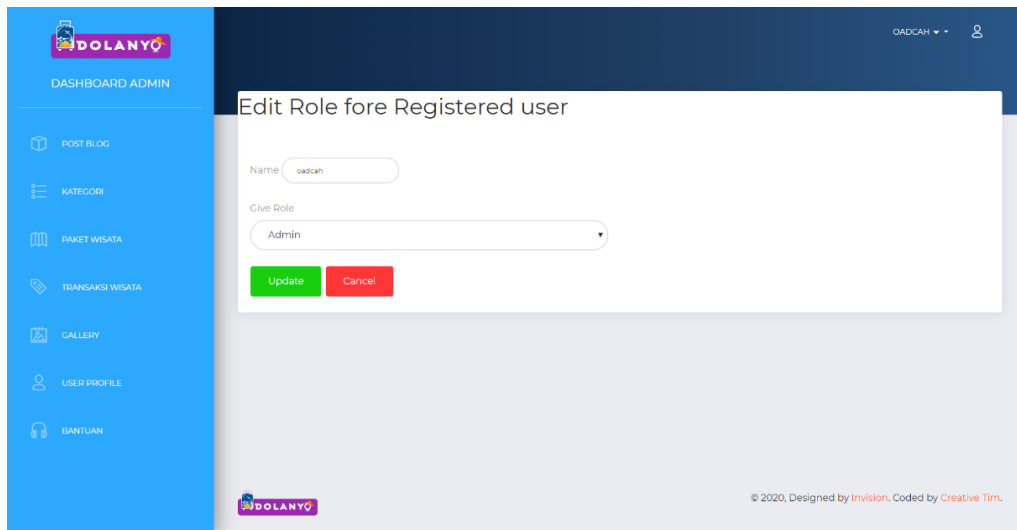 DOLANYO
DASHBOARD ADMIN
POST BLOG
KATEGORI
PAKET WISATA
TRANSAKSI WISATA
GALLERY
USER PROFILE
BANTUAN
OADCAH
Edit Role fore Registered user
Name oadcah
Give Role
Admin
Update Cancel
DOLANYO
© 2020, Designed by Invision. Coded by Creative Tim.